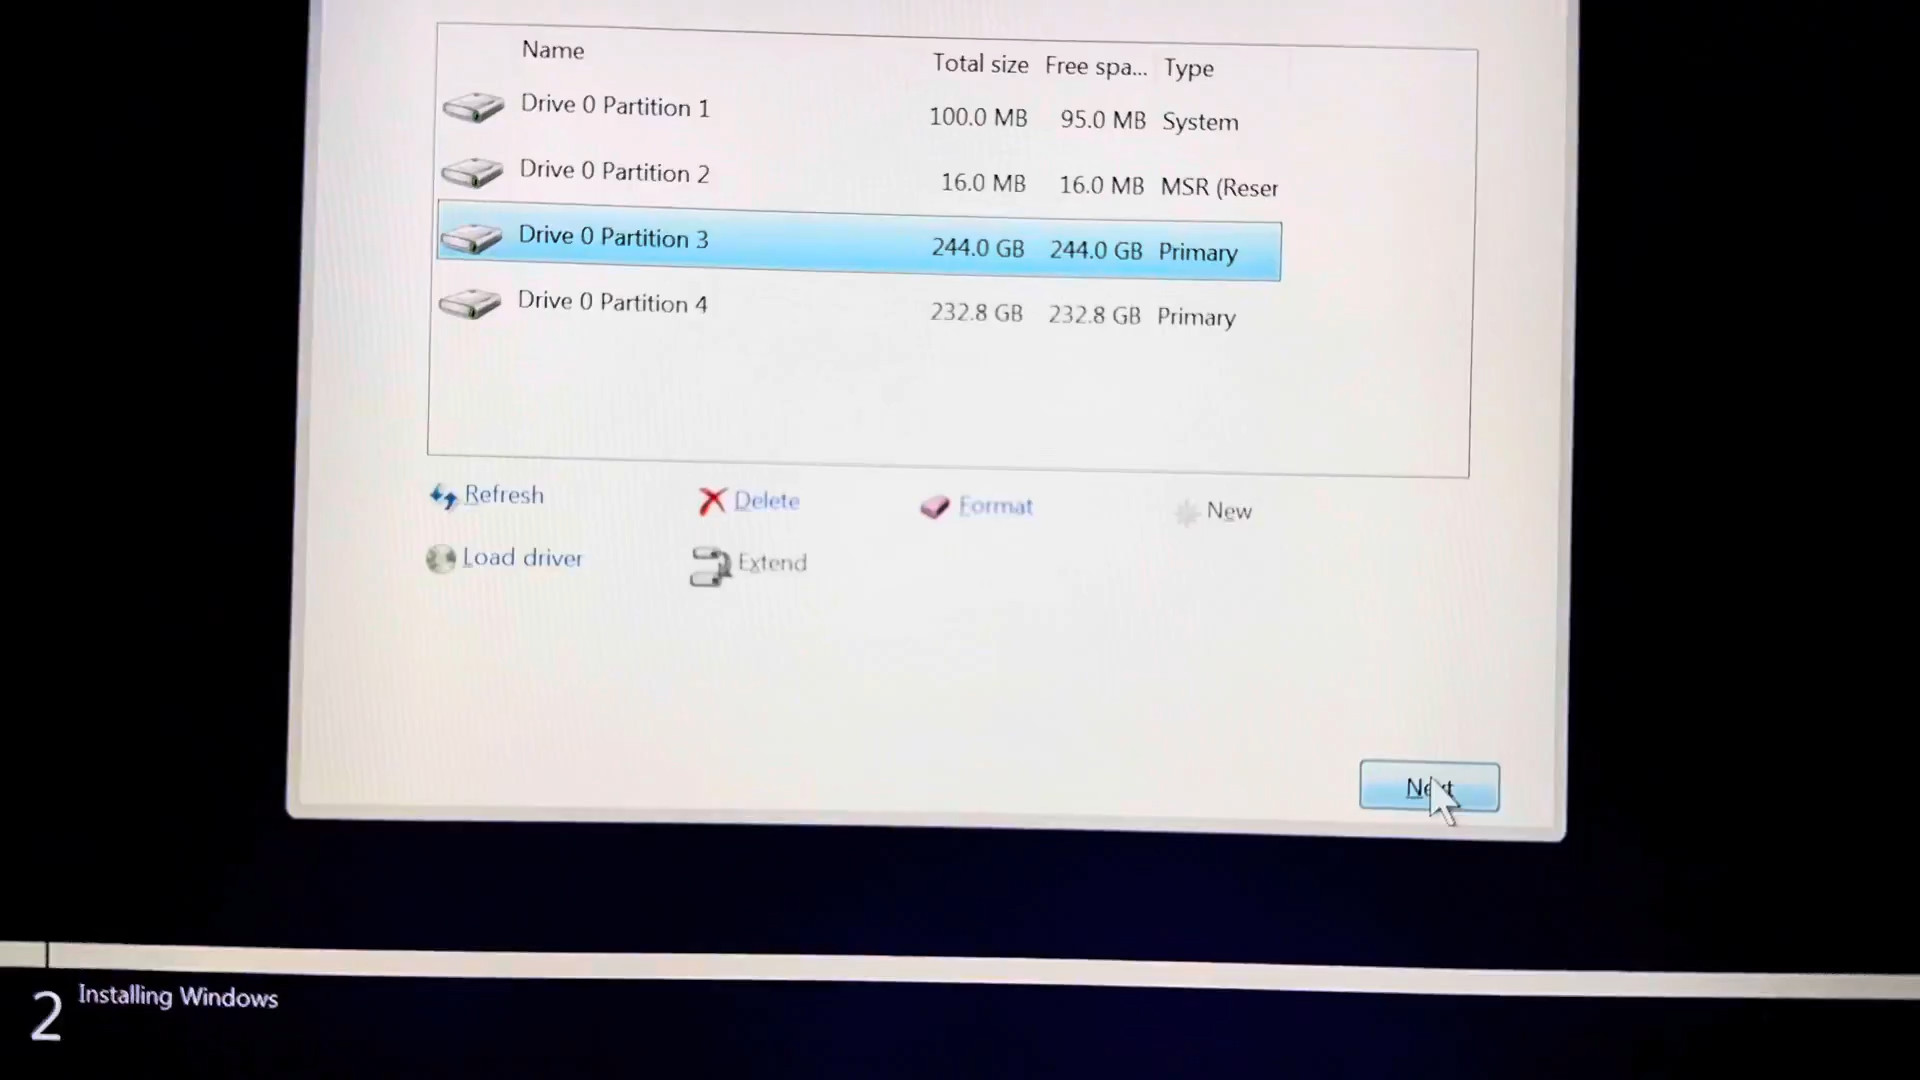 Name Total size Free spa... Type
Drive 0 Partition 1 100.0 MB 95.0 MB System
Drive 0 Partition 2 16.0 MB 16.0 MB MSR (Reser
Drive 0 Partition 3 244.0 GB 244.0 GB Primary
Drive 0 Partition 4 232.8 GB 232.8 GB Primary
Refresh Delete Format New
Load driver Extend
Next
2 Installing Windows